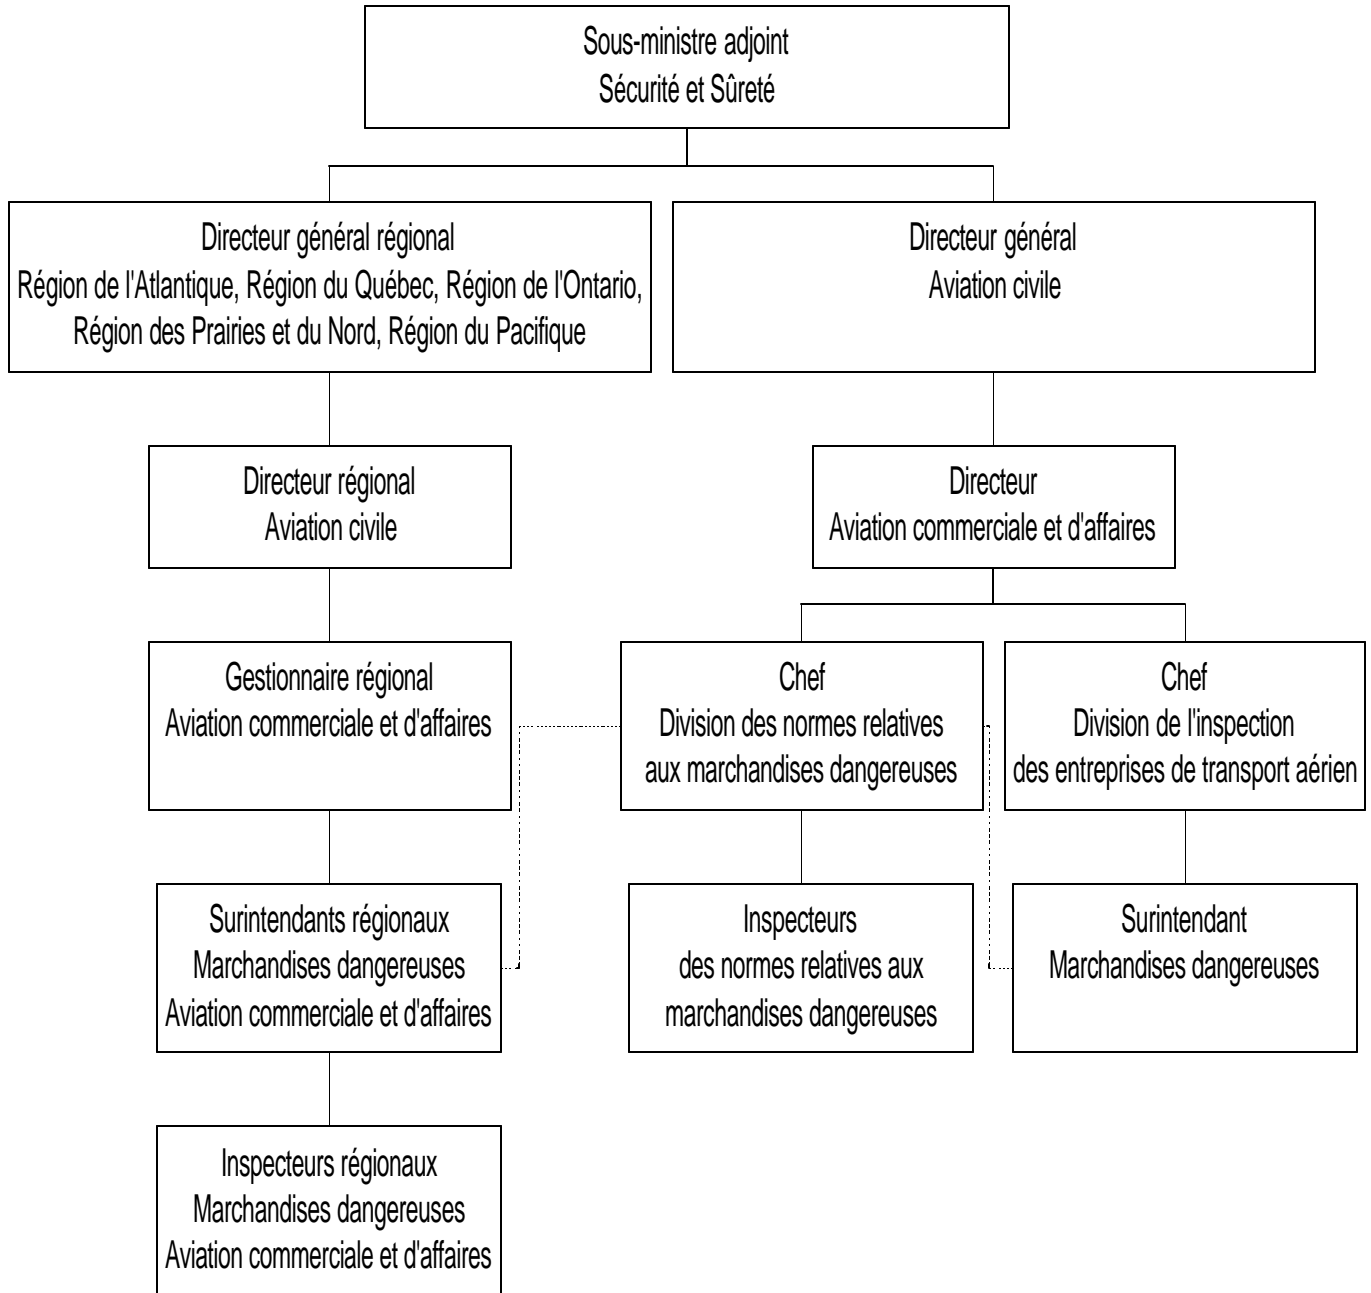 Sous-ministre adjoint
Sécurité et Sûreté
Directeur général régional
Région de l'Atlantique, Région du Québec, Région de l'Ontario,
Région des Prairies et du Nord, Région du Pacifique
Directeur général
Aviation civile
Directeur régional
Aviation civile
Directeur
Aviation commerciale et d'affaires
Gestionnaire régional
Aviation commerciale et d'affaires
Chef
Division des normes relatives
aux marchandises dangereuses
Chef
Division de l'inspection
des entreprises de transport aérien
Surintendants régionaux
Marchandises dangereuses
Aviation commerciale et d'affaires
Inspecteurs
des normes relatives aux
marchandises dangereuses
Surintendant
Marchandises dangereuses
Inspecteurs régionaux
Marchandises dangereuses
Aviation commerciale et d'affaires